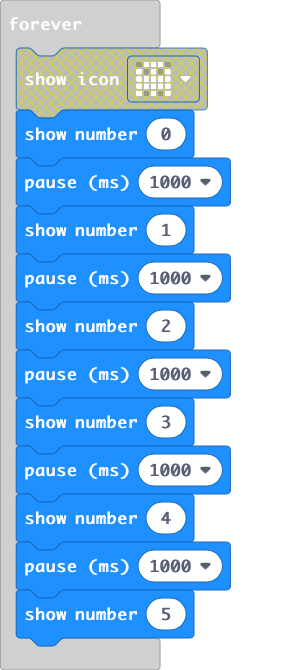 forever
show icon
show number 0
pause (ms) 1000
show number 1
pause (ms) 1000
show number 2
pause (ms) 1000
show number 3
pause (ms) 1000
show number 4
pause (ms) 1000
show number 5